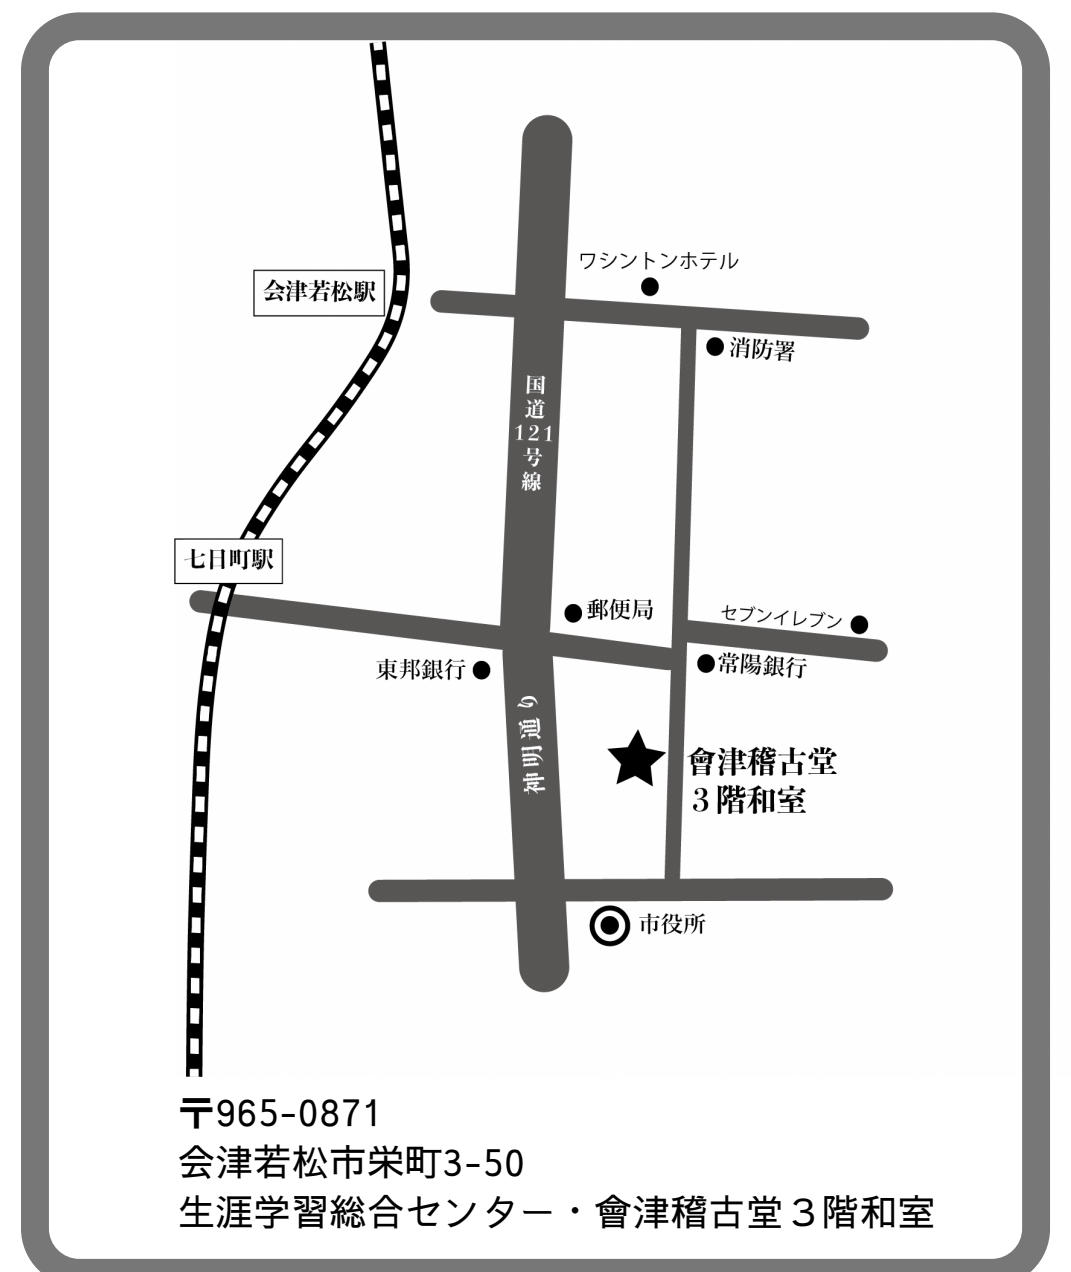 ワシントンホテル
会津若松駅
消防署
国道121号線
七日町駅
郵便局
セブンイレブン
東邦銀行
常陽銀行
神明通り
會津稽古堂
３階和室
市役所
〒965-0871
会津若松市栄町3-50
生涯学習総合センター・會津稽古堂３階和室